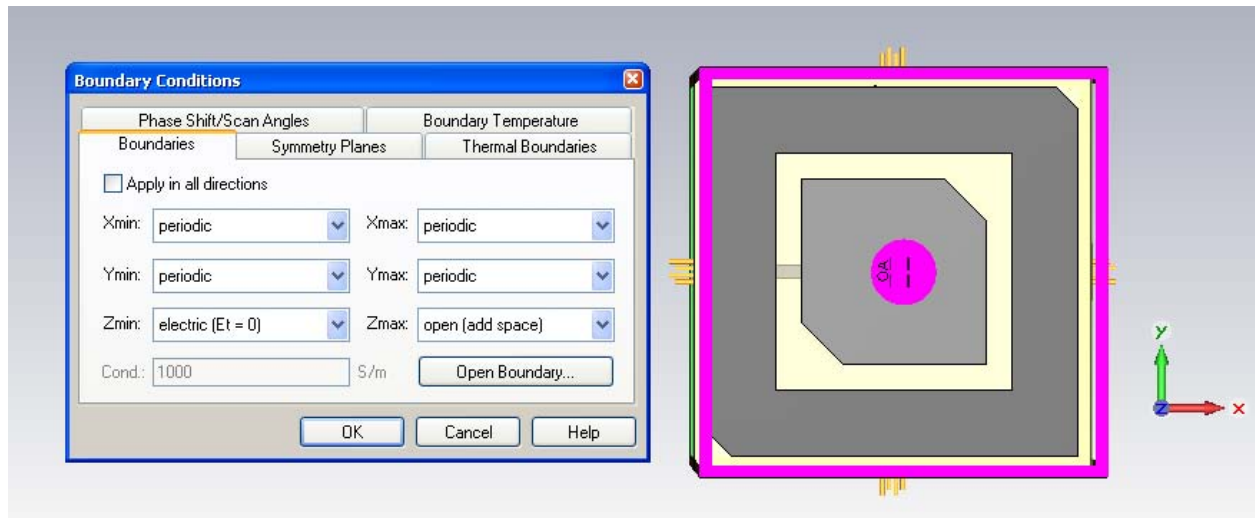 Boundary Conditions
Phase Shift/Scan Angles Boundary Temperature
Boundaries Symmetry Planes Thermal Boundaries
Apply in all directions
Xmin: periodic Xmax: periodic
Ymin: periodic Ymax: periodic
Zmin: electric (Et = 0) Zmax: open (add space)
Cond.: 1000 S/m Open Boundary...
OK Cancel Help
y
z x